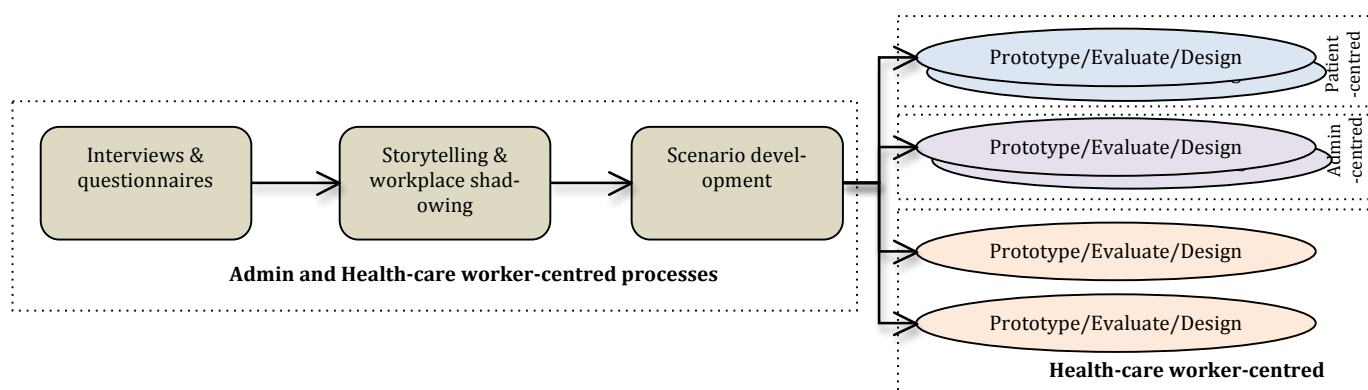 Prototype/Evaluate/Design
Patient
-centred
Prototype/Evaluate/Design
Admin
-centred
Interviews &
questionnaires
Storytelling &
workplace shad-
owing
Scenario devel-
opment
Admin and Health-care worker-centred processes
Prototype/Evaluate/Design
Prototype/Evaluate/Design
Health-care worker-centred